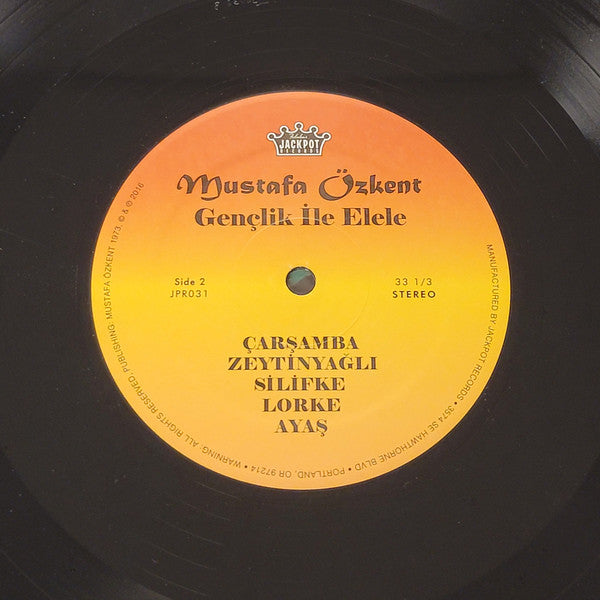 Fabulous
JACKPOT
RECORDS
Mustafa Özkent
Gençlik İle Elele
Side 2
JPR031
33 1/3
STEREO
ÇARŞAMBA
ZEYTİNYAĞLI
SİLİFKE
LORKE
AYAŞ
MANUFACTURED BY JACKPOT RECORDS • 3574 SE HAWTHORNE BLVD • PORTLAND, OR 97214 • WARNING: ALL RIGHTS RESERVED. PUBLISHING: MUSTAFA ÖZKENT 1973. © & ℗ 2016